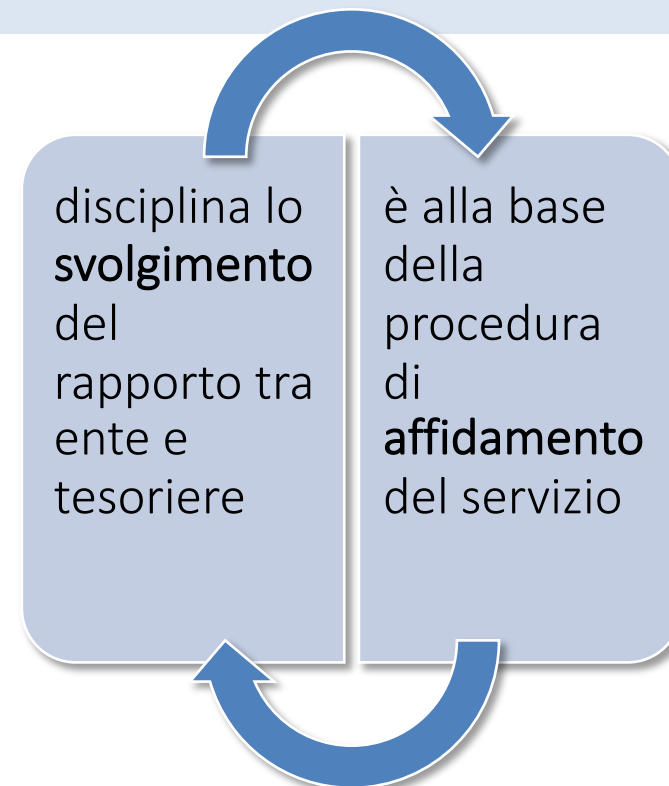 disciplina lo
svolgimento
del
rapporto tra
ente e
tesoriere
è alla base
della
procedura
di
affidamento
del servizio